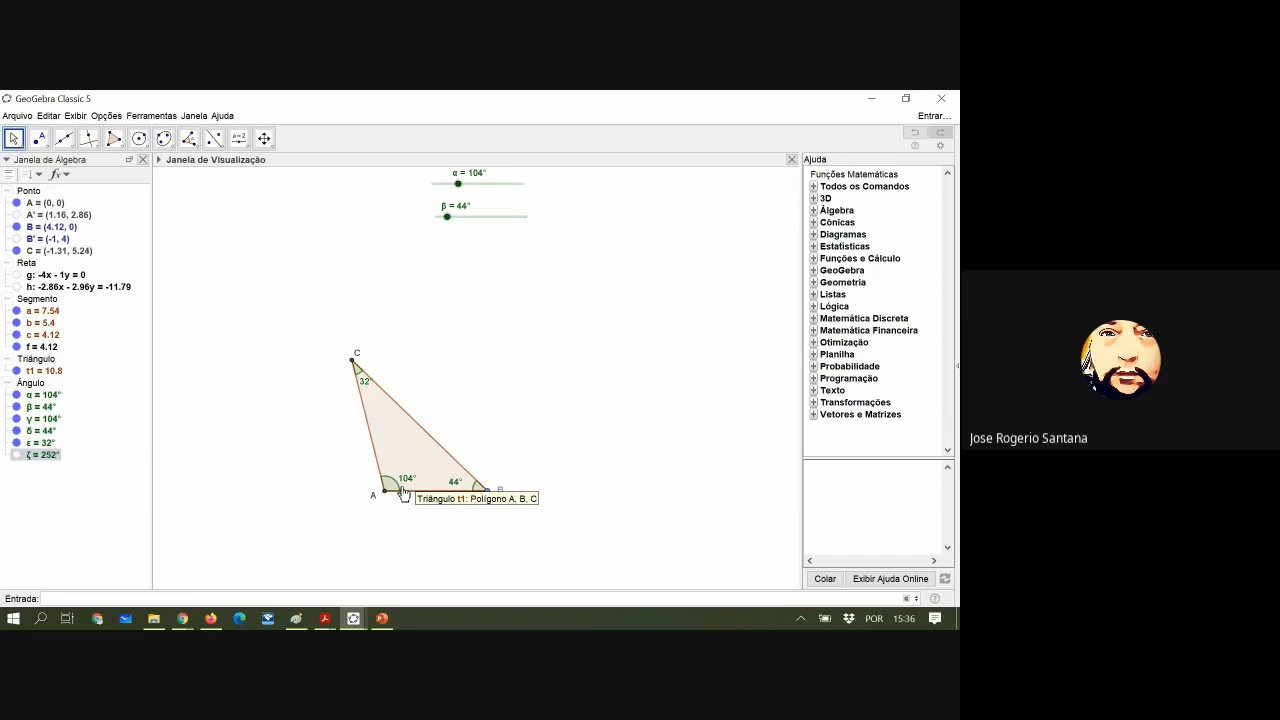 GeoGebra Classic 5
Arquivo Editar Exibir Opções Ferramentas Janela Ajuda
Entrar…
a=2
Janela de Álgebra
Janela de Visualização
Ajuda
Ponto
A = (0, 0)
A' = (1.16, 2.86)
B = (4.12, 0)
B' = (-1, 4)
C = (-1.31, 5.24)
Reta
g: -4x - 1y = 0
h: -2.86x - 2.96y = -11.79
Segmento
a = 7.54
b = 5.4
c = 4.12
f = 4.12
Triângulo
t1 = 10.8
Ângulo
α = 104°
β = 44°
γ = 104°
δ = 44°
ε = 32°
ζ = 252°
α = 104°
β = 44°
C
32°
104°
44°
A
B
Triângulo t1: Polígono A, B, C
Funções Matemáticas
Todos os Comandos
3D
Álgebra
Cônicas
Diagramas
Estatísticas
Funções e Cálculo
GeoGebra
Geometria
Listas
Lógica
Matemática Discreta
Matemática Financeira
Otimização
Planilha
Probabilidade
Programação
Texto
Transformações
Vetores e Matrizes
Colar
Exibir Ajuda Online
Entrada:
POR
15:36
Jose Rogerio Santana